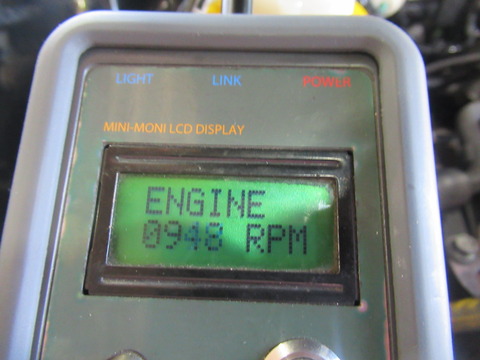 LIGHT LINK POWER
MINI-MONI LCD DISPLAY
ENGINE
0948 RPM